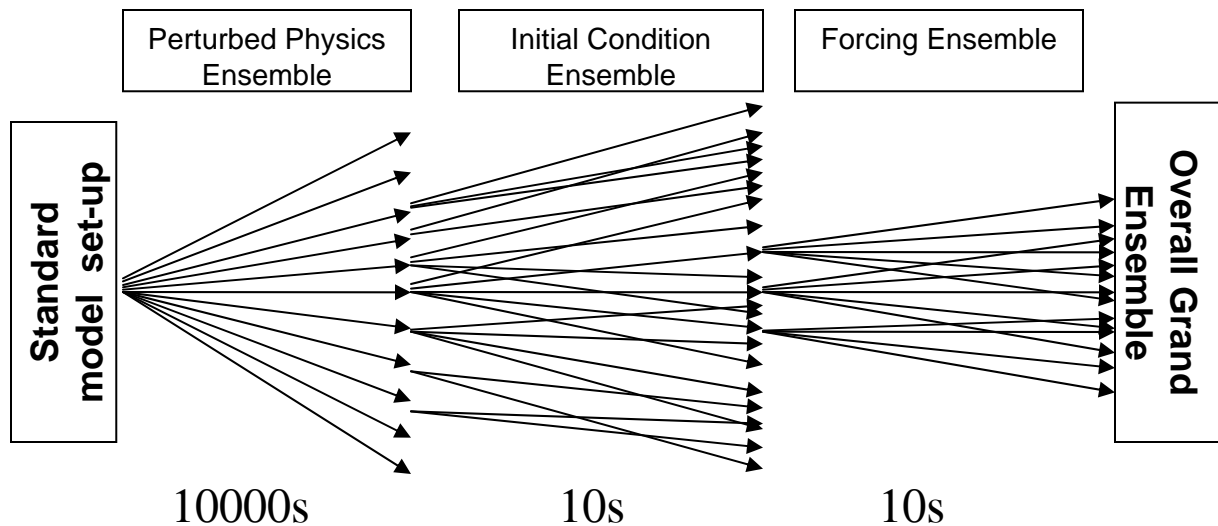 Perturbed Physics
Ensemble
Initial Condition
Ensemble
Forcing Ensemble
Standard
model set-up
Overall Grand
Ensemble
10000s
10s
10s